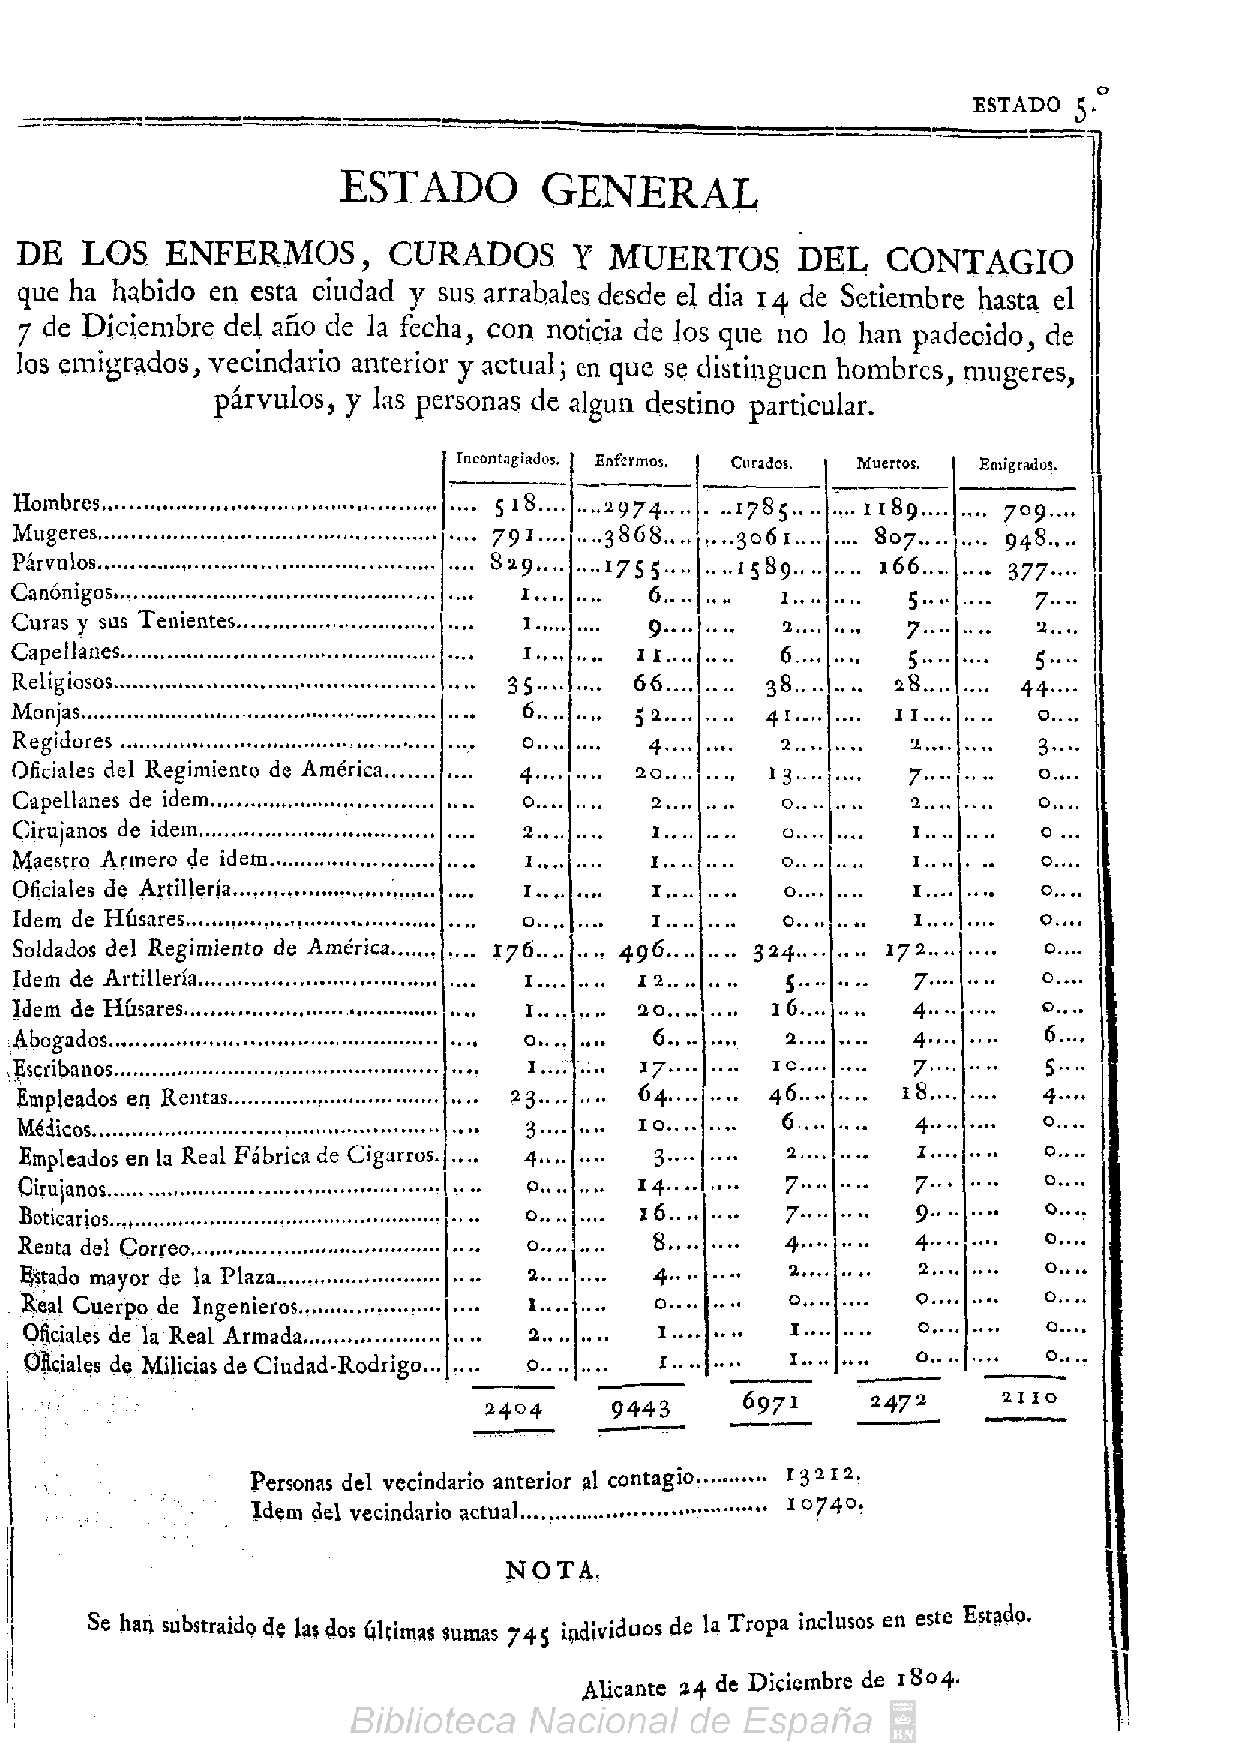 ESTADO 5.º
ESTADO GENERAL
DE LOS ENFERMOS, CURADOS Y MUERTOS DEL CONTAGIO
que ha habido en esta ciudad y sus arrabales desde el dia 14 de Setiembre hasta el
7 de Diciembre del año de la fecha, con noticia de los que no lo han padecido, de
los emigrados, vecindario anterior y actual; en que se distinguen hombres, mugeres,
párvulos, y las personas de algun destino particular.
Incontagiados. Enfermos. Curados. Muertos. Emigrados.
Hombres 518 2974 1785 1189 709
Mugeres 791 3868 3061 807 948
Párvulos 829 1755 1589 166 377
Canónigos 1 6 1 5 7
Curas y sus Tenientes 1 9 2 7 2
Capellanes 1 11 6 5 5
Religiosos 35 66 38 28 44
Monjas 6 52 41 11 0
Regidores 0 4 2 2 3
Oficiales del Regimiento de América 4 20 13 7 0
Capellanes de idem 0 2 0 2 0
Cirujanos de idem 2 1 0 1 0
Maestro Armero de idem 1 1 0 1 0
Oficiales de Artillería 1 1 0 1 0
Idem de Húsares 0 1 0 1 0
Soldados del Regimiento de América 176 496 324 172 0
Idem de Artillería 1 12 5 7 0
Idem de Húsares 1 20 16 4 0
Abogados 0 6 2 4 6
Escribanos 1 17 10 7 5
Empleados en Rentas 23 64 46 18 4
Médicos 3 10 6 4 0
Empleados en la Real Fábrica de Cigarros. 4 3 2 1 0
Cirujanos 0 14 7 7 0
Boticarios 0 16 7 9 0
Renta del Correo 0 8 4 4 0
Estado mayor de la Plaza 2 4 2 2 0
Real Cuerpo de Ingenieros 1 0 0 0 0
Oficiales de la Real Armada 2 1 1 0 0
Oficiales de Milicias de Ciudad-Rodrigo 0 1 1 0 0
2404 9443 6971 2472 2110
Personas del vecindario anterior al contagio 13212.
Idem del vecindario actual 10740.
NOTA.
Se han substraido de las dos últimas sumas 745 individuos de la Tropa inclusos en este Estado.
Alicante 24 de Diciembre de 1804.
Biblioteca Nacional de España
BN